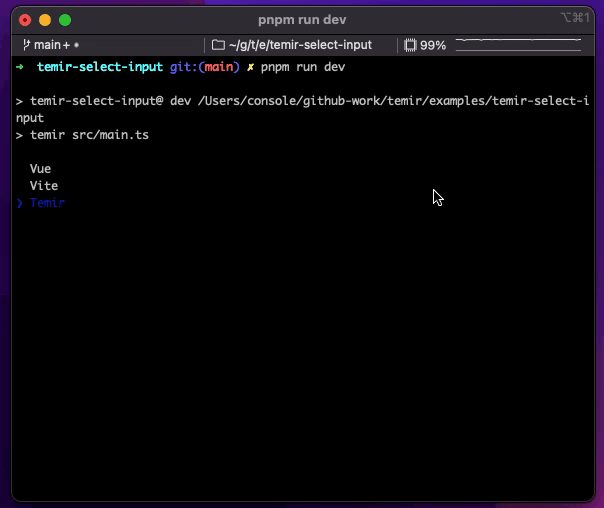 pnpm run dev
⌥⌘1
main+ •
~/g/t/e/temir-select-input
99%
➜ temir-select-input git:(main) ✗ pnpm run dev
> temir-select-input@ dev /Users/console/github-work/temir/examples/temir-select-i
nput
> temir src/main.ts
Vue
Vite
❯ Temir